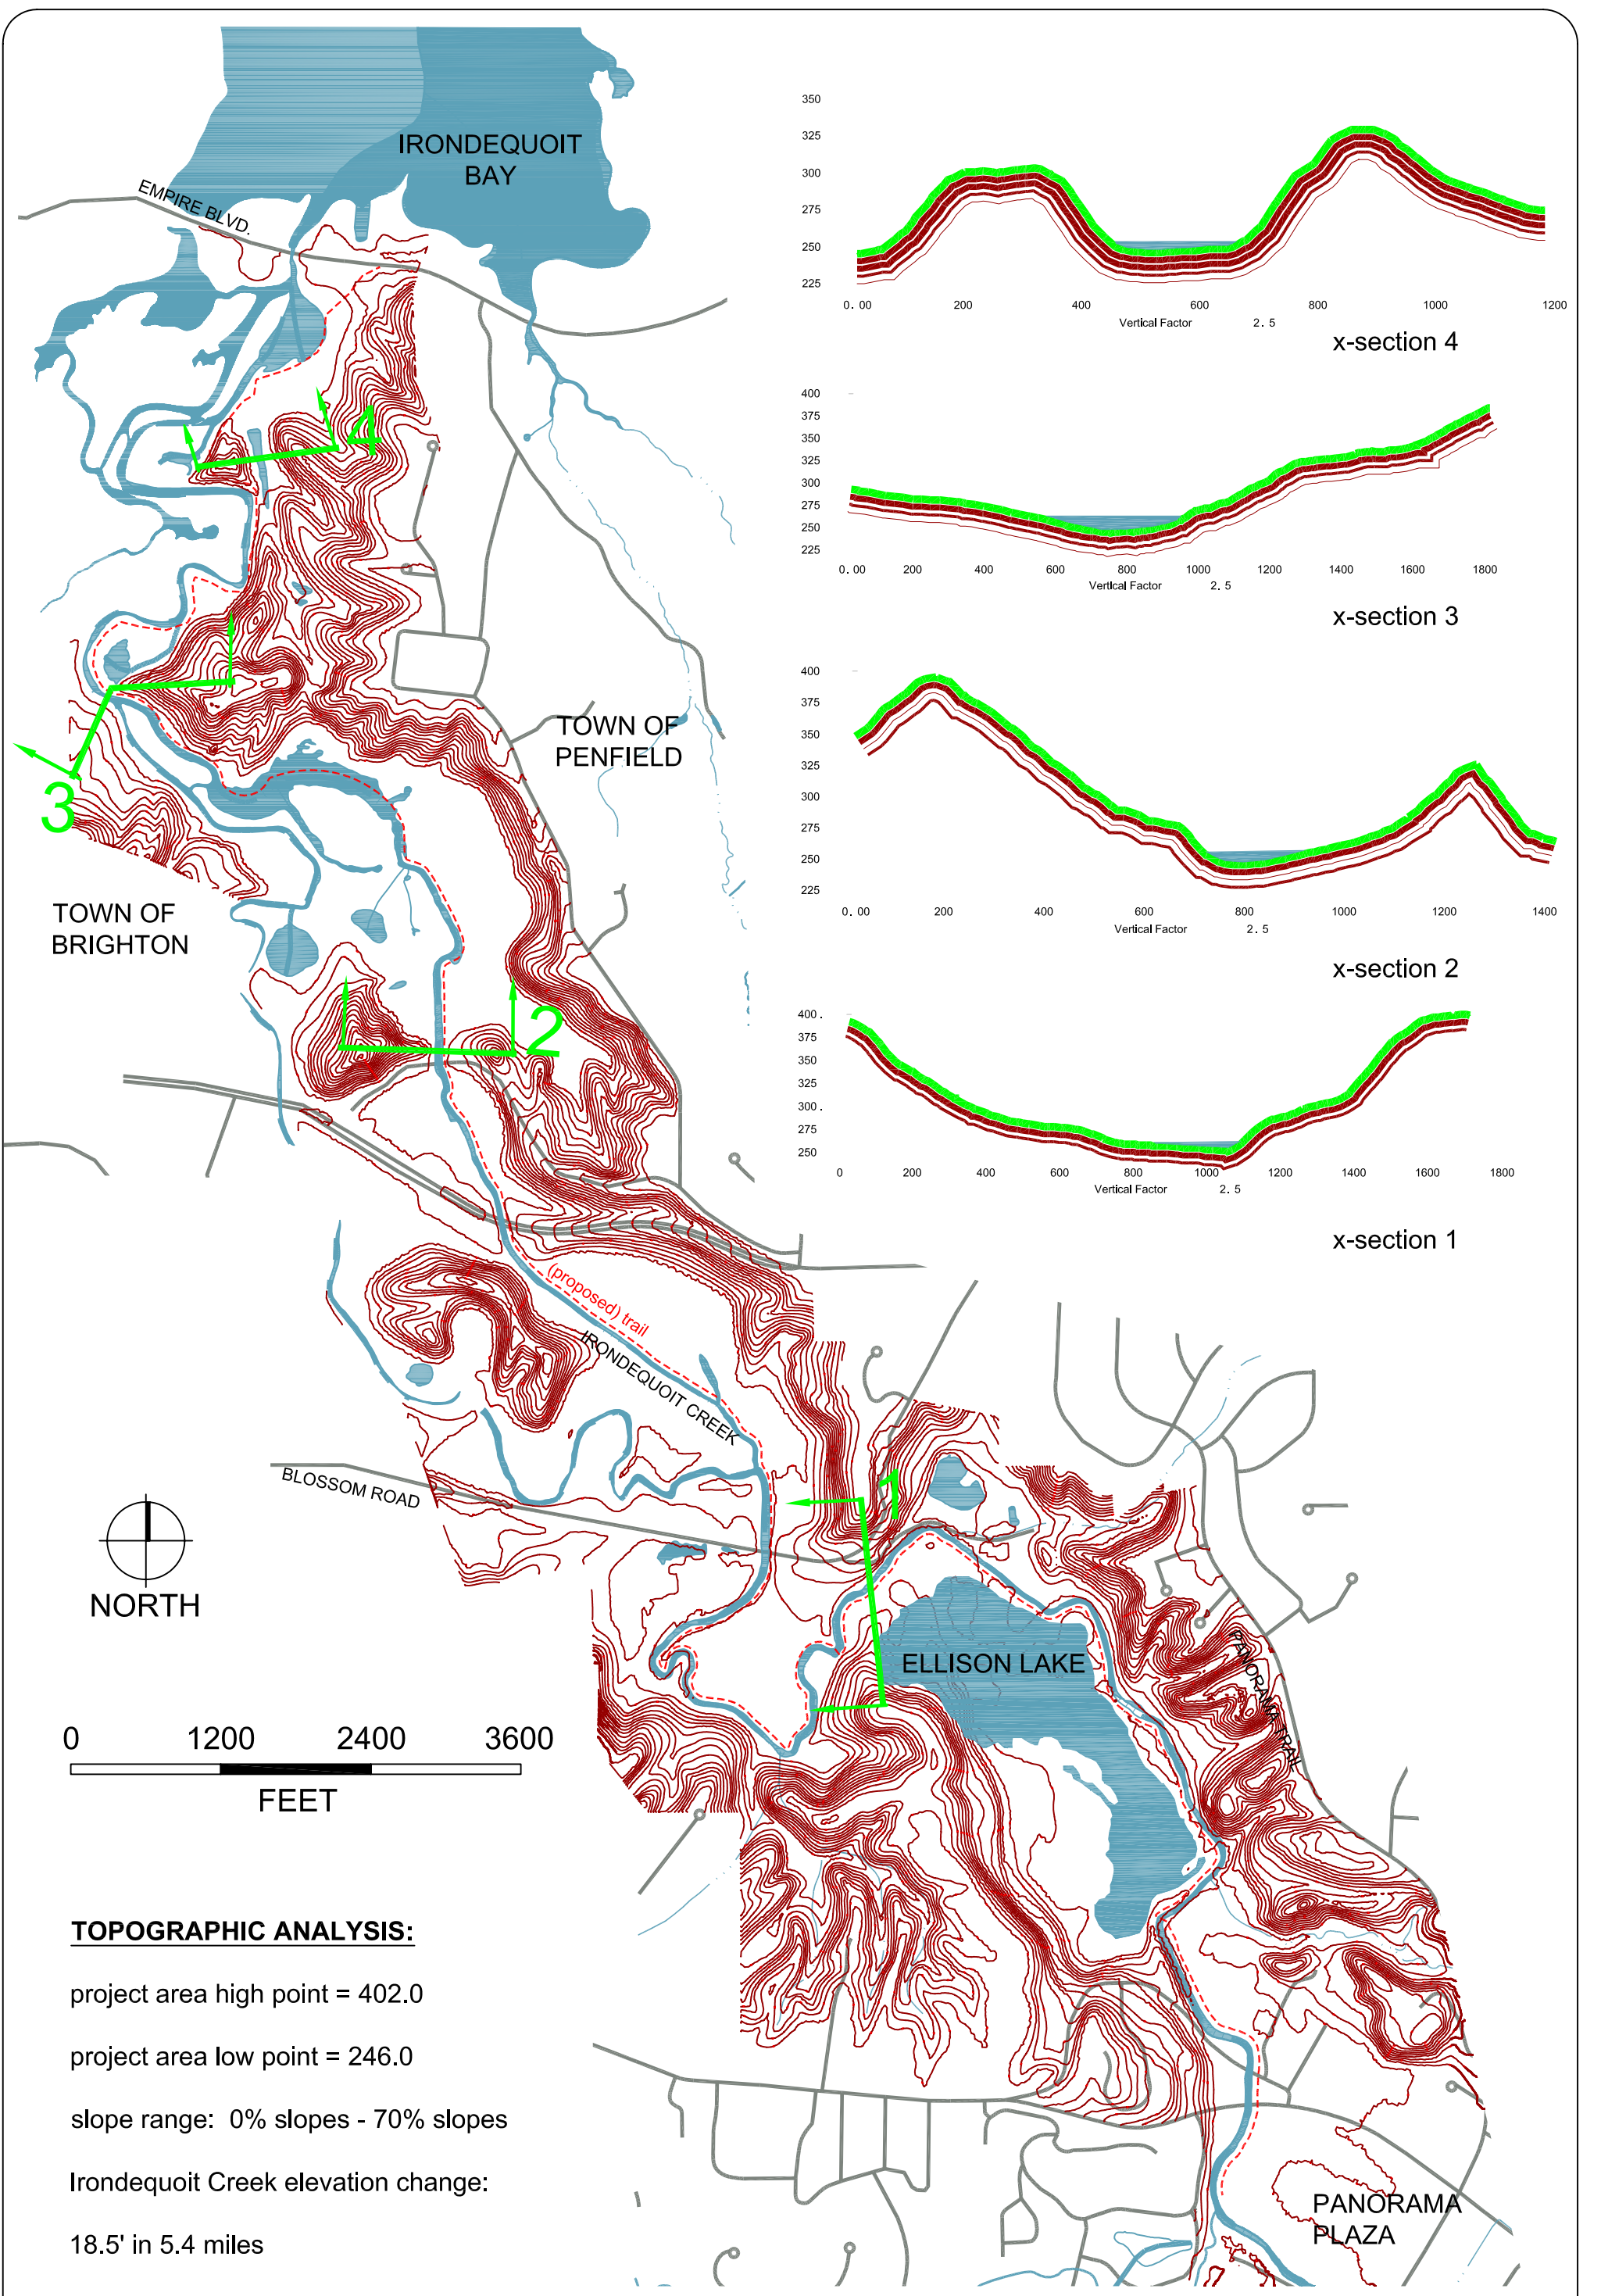 IRONDEQUOIT
BAY
EMPIRE BLVD.
4
3
TOWN OF
PENFIELD
TOWN OF
BRIGHTON
2
(proposed) trail
IRONDEQUOIT CREEK
BLOSSOM ROAD
1
NORTH
ELLISON LAKE
PANORAMA TRAIL
0 1200 2400 3600
FEET
TOPOGRAPHIC ANALYSIS:
project area high point = 402.0
project area low point = 246.0
slope range: 0% slopes - 70% slopes
Irondequoit Creek elevation change:
18.5' in 5.4 miles
PANORAMA
PLAZA
350
325
300
275
250
225
0.00 200 400 600 800 1000 1200
Vertical Factor 2.5
x-section 4
400
375
350
325
300
275
250
225
0.00 200 400 600 800 1000 1200 1400 1600 1800
Vertical Factor 2.5
x-section 3
400
375
350
325
300
275
250
225
0.00 200 400 600 800 1000 1200 1400
Vertical Factor 2.5
x-section 2
400.
375
350
325
300.
275
250
0 200 400 600 800 1000 1200 1400 1600 1800
Vertical Factor 2.5
x-section 1